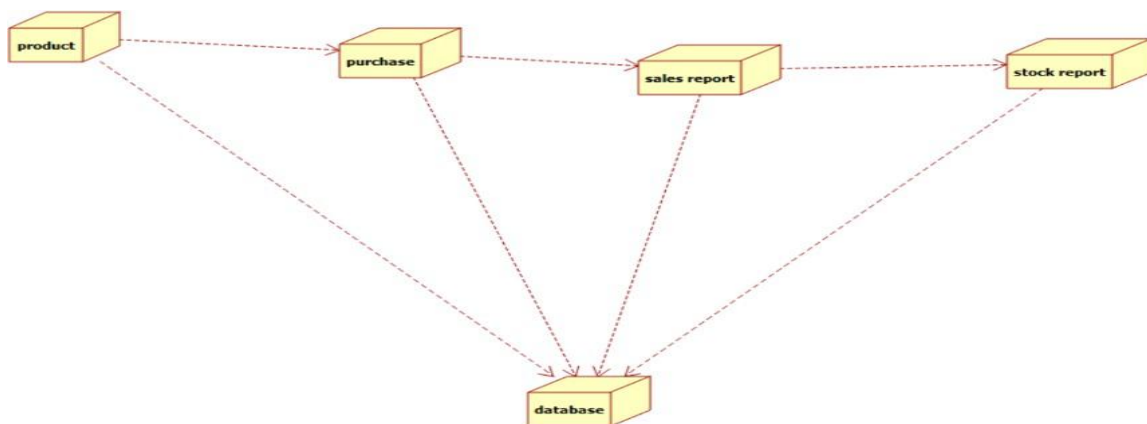 product
purchase
sales report
stock report
database